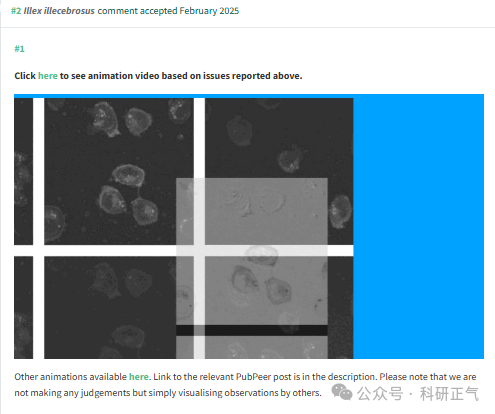 #2 Illex illecebrosus comment accepted February 2025
#1
Click here to see animation video based on issues reported above.
Other animations available here. Link to the relevant PubPeer post is in the description. Please note that we are
not making any judgements but simply visualising observations by others.
公众号 · 科研正气